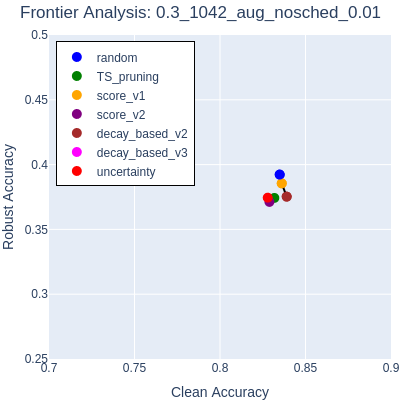 Frontier Analysis: 0.3_1042_aug_nosched_0.01
0.5
0.45
0.4
0.35
0.3
0.25
Robust Accuracy
random
TS_pruning
score_v1
score_v2
decay_based_v2
decay_based_v3
uncertainty
0.7
0.75
0.8
0.85
0.9
Clean Accuracy